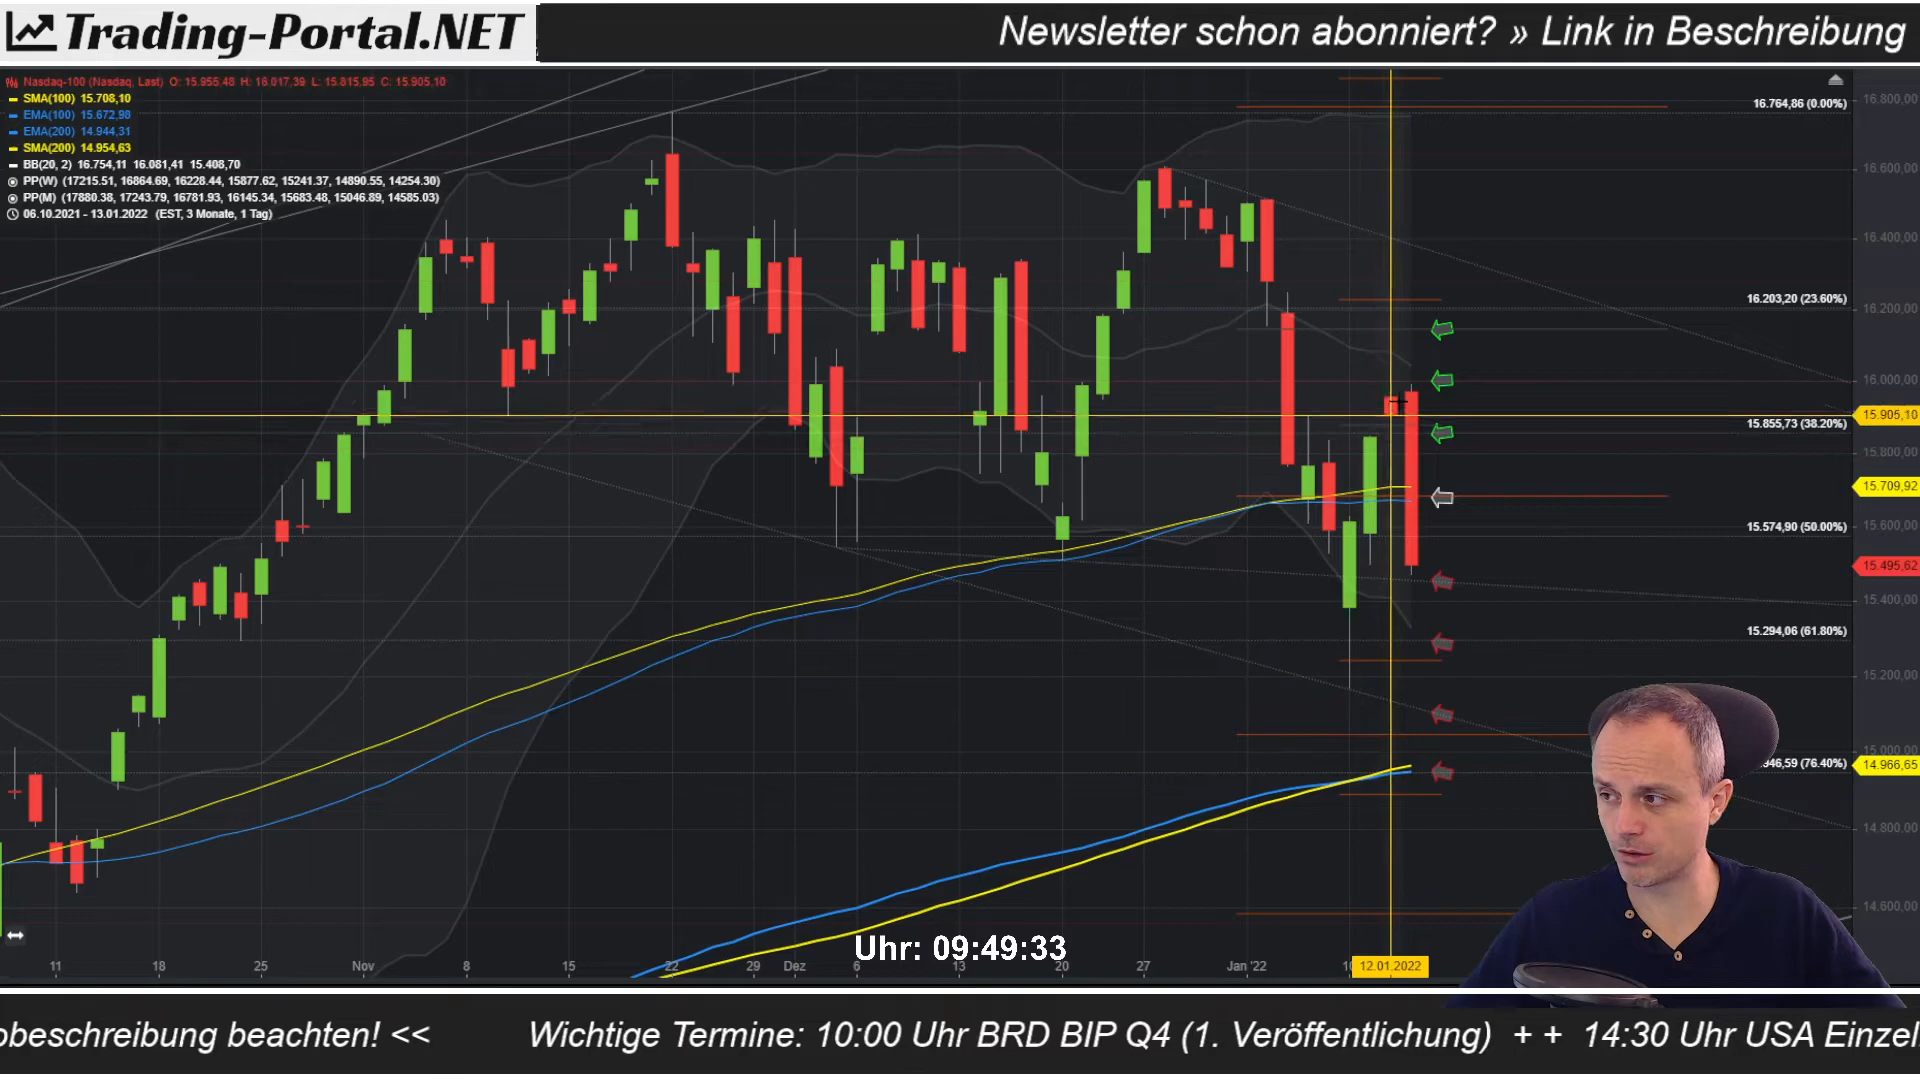 Trading-Portal.NET
Newsletter schon abonniert? » Link in Beschreibung
Nasdaq-100 (Nasdaq, Last) O: 15.955,48 H: 16.017,39 L: 15.815,95 C: 15.905,10
SMA(100) 15.708,10
EMA(100) 15.672,98
EMA(200) 14.944,31
SMA(200) 14.954,63
BB(20, 2) 16.754,11 16.081,41 15.408,70
PP(W) (17215.51, 16864.69, 16228.44, 15877.62, 15241.37, 14890.55, 14254.30)
PP(M) (17880.38, 17243.79, 16781.93, 16145.34, 15683.48, 15046.89, 14585.03)
06.10.2021 - 13.01.2022 (EST, 3 Monate, 1 Tag)
16.800,00
16.764,86 (0.00%)
16.600,00
16.400,00
16.203,20 (23.60%)
16.200,00
16.000,00
15.905,10
15.855,73 (38.20%)
15.800,00
15.709,92
15.574,90 (50.00%)
15.600,00
15.495,62
15.400,00
15.294,06 (61.80%)
15.200,00
15.000,00
946,59 (76.40%)
14.966,65
14.800,00
14.600,00
Uhr: 09:49:33
11 18 25 Nov 8 15 22 29 Dez 6 13 20 27 Jan '22 10 12.01.2022
obeschreibung beachten! << Wichtige Termine: 10:00 Uhr BRD BIP Q4 (1. Veröffentlichung) + + 14:30 Uhr USA Einzel